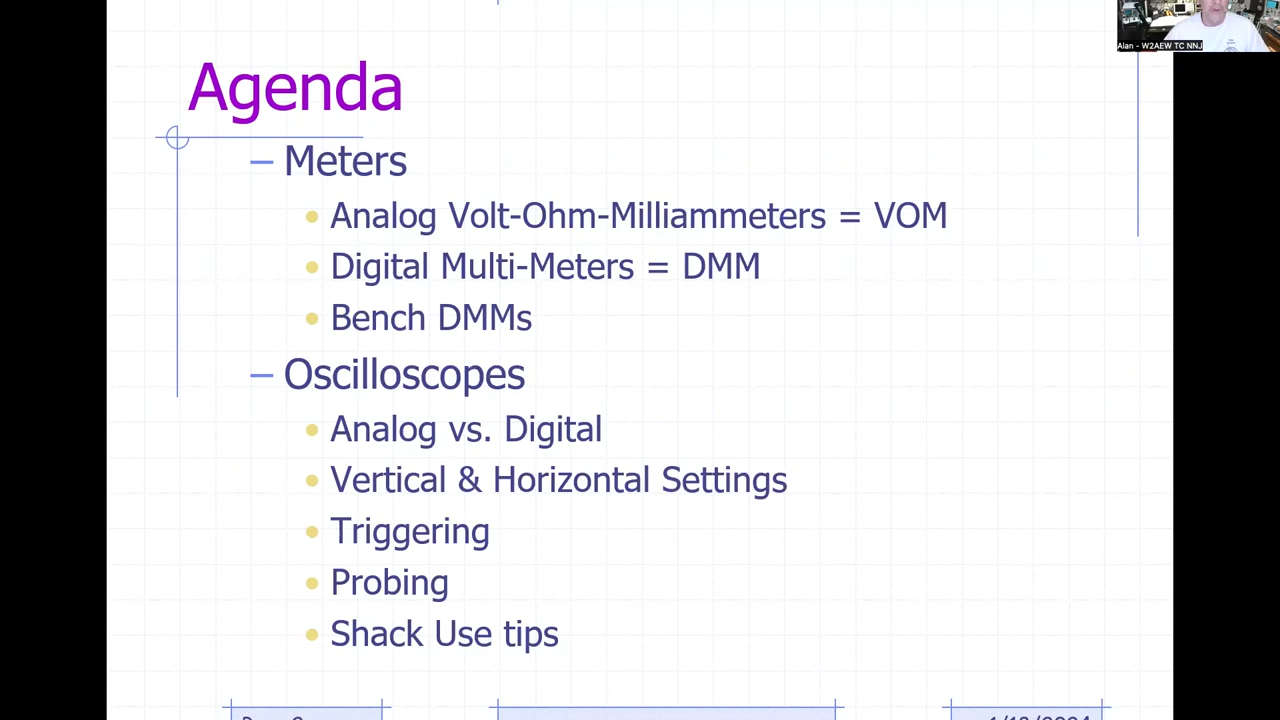 Alan - W2AEW TC NNJ
Agenda
– Meters
• Analog Volt-Ohm-Milliammeters = VOM
• Digital Multi-Meters = DMM
• Bench DMMs
– Oscilloscopes
• Analog vs. Digital
• Vertical & Horizontal Settings
• Triggering
• Probing
• Shack Use tips